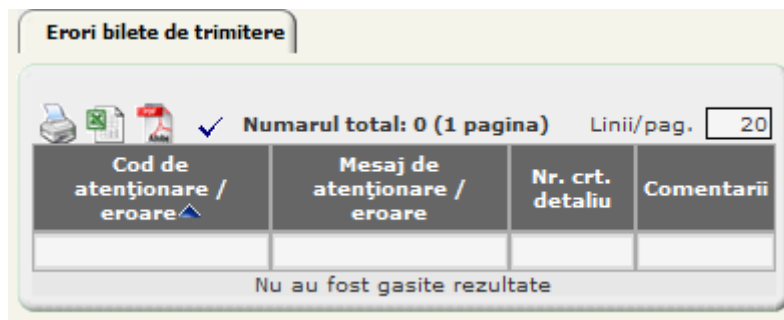 Erori bilete de trimitere
Numarul total: 0 (1 pagina) Linii/pag. 20
Cod de
atenţionare /
eroare
Mesaj de
atenţionare /
eroare
Nr. crt.
detaliu
Comentarii
Nu au fost gasite rezultate